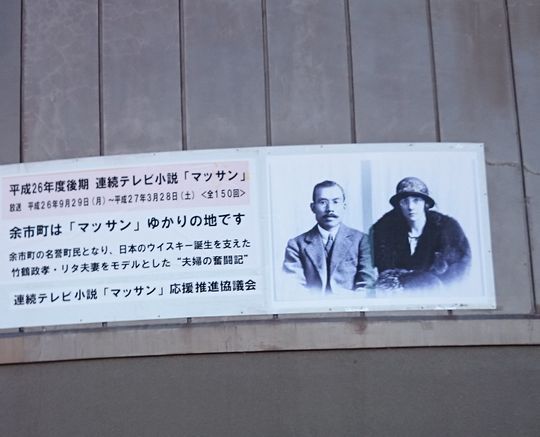 平成26年度後期 連続テレビ小説「マッサン」
放送 平成26年9月29日(月)～平成27年3月28日(土) <全150回>
余市町は「マッサン」ゆかりの地です
余市町の名誉町民となり、日本のウイスキー誕生を支えた
竹鶴政孝・リタ夫妻をモデルとした“夫婦の奮闘記”
連続テレビ小説「マッサン」応援推進協議会